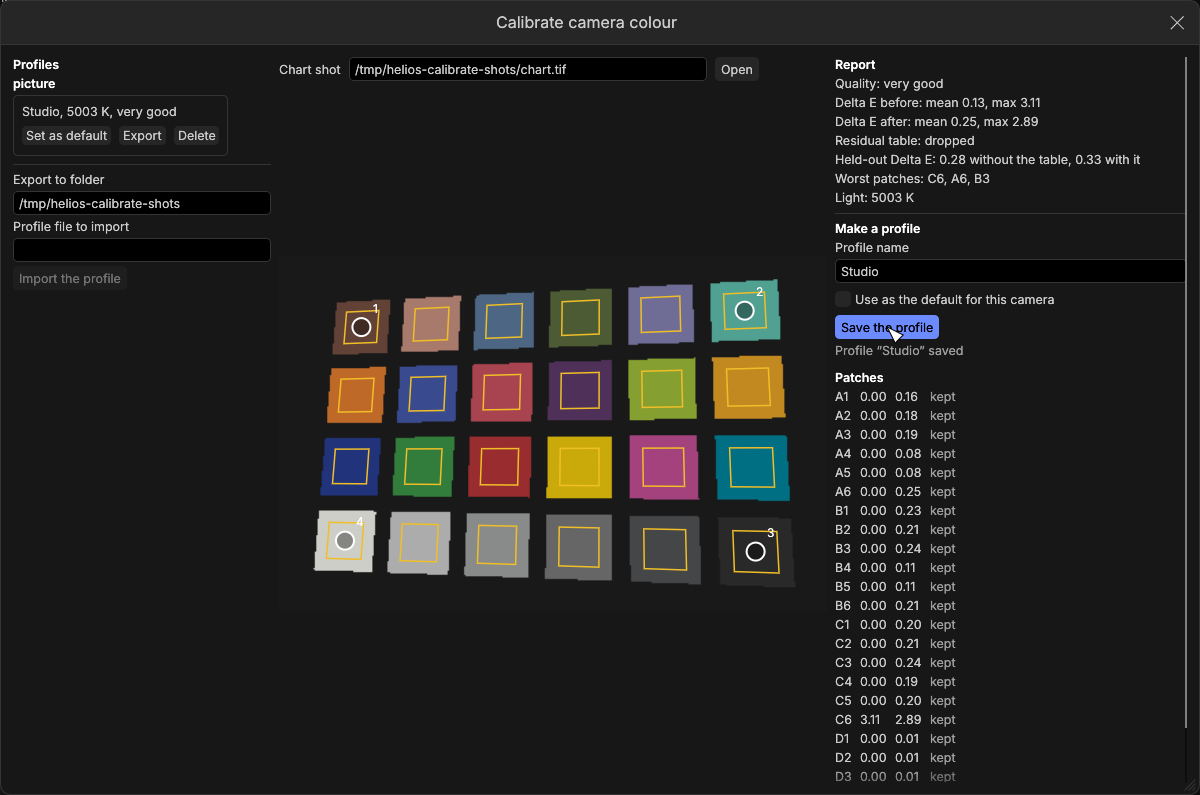 Calibrate camera colour
Profiles
picture
Studio, 5003 K, very good
Set as default Export Delete
Export to folder
/tmp/helios-calibrate-shots
Profile file to import
Import the profile
Chart shot /tmp/helios-calibrate-shots/chart.tif Open
1
2
4
3
Report
Quality: very good
Delta E before: mean 0.13, max 3.11
Delta E after: mean 0.25, max 2.89
Residual table: dropped
Held-out Delta E: 0.28 without the table, 0.33 with it
Worst patches: C6, A6, B3
Light: 5003 K
Make a profile
Profile name
Studio
Use as the default for this camera
Save the profile
Profile “Studio” saved
Patches
A1 0.00 0.16 kept
A2 0.00 0.18 kept
A3 0.00 0.19 kept
A4 0.00 0.08 kept
A5 0.00 0.08 kept
A6 0.00 0.25 kept
B1 0.00 0.23 kept
B2 0.00 0.21 kept
B3 0.00 0.24 kept
B4 0.00 0.11 kept
B5 0.00 0.11 kept
B6 0.00 0.21 kept
C1 0.00 0.20 kept
C2 0.00 0.21 kept
C3 0.00 0.24 kept
C4 0.00 0.19 kept
C5 0.00 0.20 kept
C6 3.11 2.89 kept
D1 0.00 0.01 kept
D2 0.00 0.01 kept
D3 0.00 0.01 kept